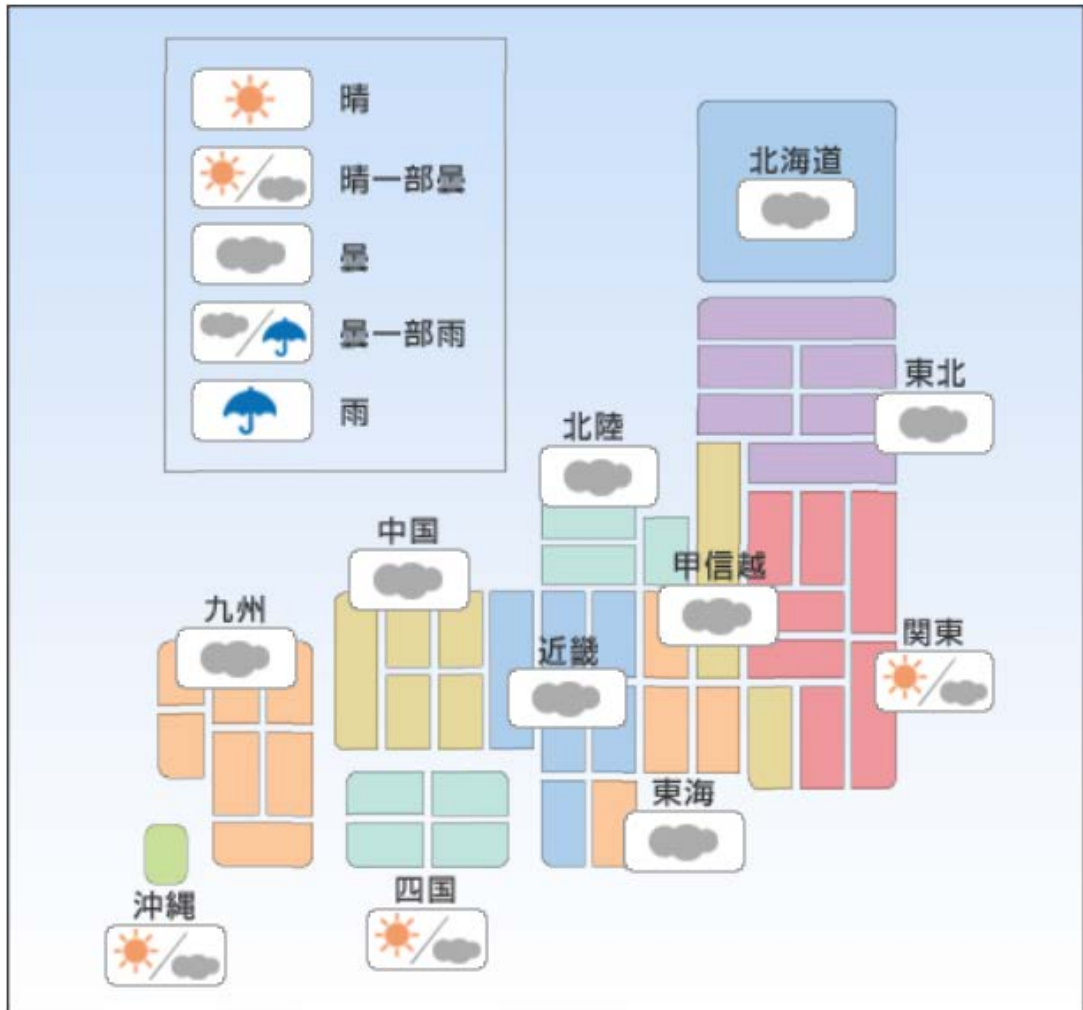 晴
晴一部曇
曇
曇一部雨
雨
北海道
東北
北陸
中国
甲信越
九州
関東
近畿
東海
四国
沖縄